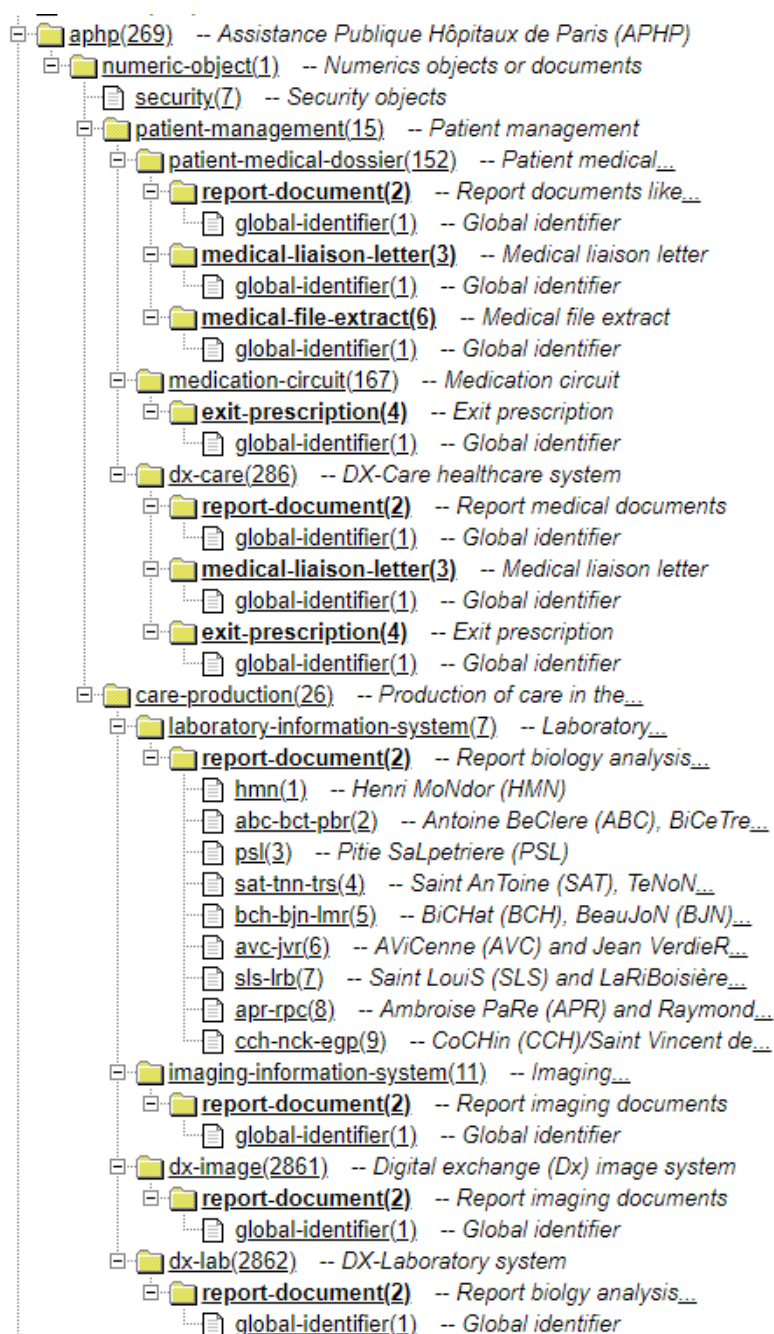 aphp(269) -- Assistance Publique Hôpitaux de Paris (APHP)
numeric-object(1) -- Numerics objects or documents
security(7) -- Security objects
patient-management(15) -- Patient management
patient-medical-dossier(152) -- Patient medical...
report-document(2) -- Report documents like...
global-identifier(1) -- Global identifier
medical-liaison-letter(3) -- Medical liaison letter
global-identifier(1) -- Global identifier
medical-file-extract(6) -- Medical file extract
global-identifier(1) -- Global identifier
medication-circuit(167) -- Medication circuit
exit-prescription(4) -- Exit prescription
global-identifier(1) -- Global identifier
dx-care(286) -- DX-Care healthcare system
report-document(2) -- Report medical documents
global-identifier(1) -- Global identifier
medical-liaison-letter(3) -- Medical liaison letter
global-identifier(1) -- Global identifier
exit-prescription(4) -- Exit prescription
global-identifier(1) -- Global identifier
care-production(26) -- Production of care in the...
laboratory-information-system(7) -- Laboratory...
report-document(2) -- Report biology analysis...
hmn(1) -- Henri MoNdor (HMN)
abc-bct-pbr(2) -- Antoine BeClere (ABC), BiCeTre...
psl(3) -- Pitie SaLpetriere (PSL)
sat-tnn-trs(4) -- Saint AnToine (SAT), TeNoN...
bch-bjn-lmr(5) -- BiCHat (BCH), BeauJoN (BJN)...
avc-jvr(6) -- AViCenne (AVC) and Jean VerdieR...
sls-lrb(7) -- Saint LouiS (SLS) and LaRiBoisière...
apr-rpc(8) -- Ambroise PaRe (APR) and Raymond...
cch-nck-egp(9) -- CoCHin (CCH)/Saint Vincent de...
imaging-information-system(11) -- Imaging...
report-document(2) -- Report imaging documents
global-identifier(1) -- Global identifier
dx-image(2861) -- Digital exchange (Dx) image system
report-document(2) -- Report imaging documents
global-identifier(1) -- Global identifier
dx-lab(2862) -- DX-Laboratory system
report-document(2) -- Report biolgy analysis...
global-identifier(1) -- Global identifier